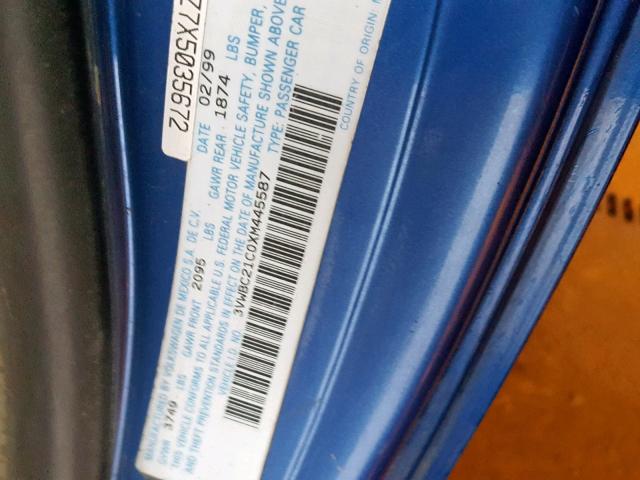 Z7X5035672
MANUFACTURED BY VOLKSWAGEN DE MEXICO S.A. DE C.V. DATE 02/99
GVWR 3749 LBS GAWR FRONT 2095 LBS GAWR REAR 1874 LBS
THIS VEHICLE CONFORMS TO ALL APPLICABLE U.S. FEDERAL MOTOR VEHICLE SAFETY, BUMPER,
AND THEFT PREVENTION STANDARDS IN EFFECT ON THE DATE OF MANUFACTURE SHOWN ABOVE
VEHICLE I.D. NO. 3VWBC21C0XM445587 TYPE: PASSENGER CAR
COUNTRY OF ORIGIN: M